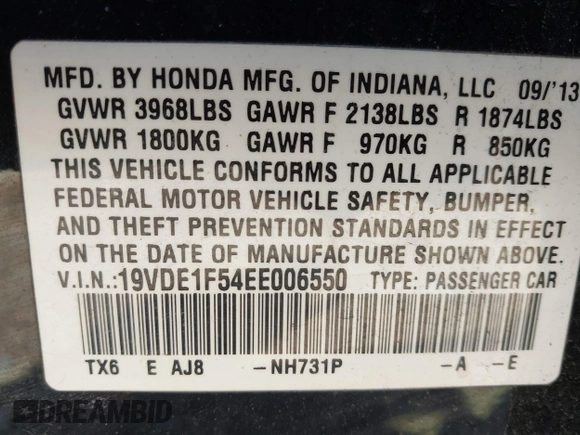 MFD. BY HONDA MFG. OF INDIANA, LLC 09/'13
GVWR 3968LBS GAWR F 2138LBS R 1874LBS
GVWR 1800KG GAWR F 970KG R 850KG
THIS VEHICLE CONFORMS TO ALL APPLICABLE
FEDERAL MOTOR VEHICLE SAFETY, BUMPER,
AND THEFT PREVENTION STANDARDS IN EFFECT
ON THE DATE OF MANUFACTURE SHOWN ABOVE.
V.I.N.:19VDE1F54EE006550 TYPE: PASSENGER CAR
TX6 E AJ8 -NH731P -A -E
DREAMBID